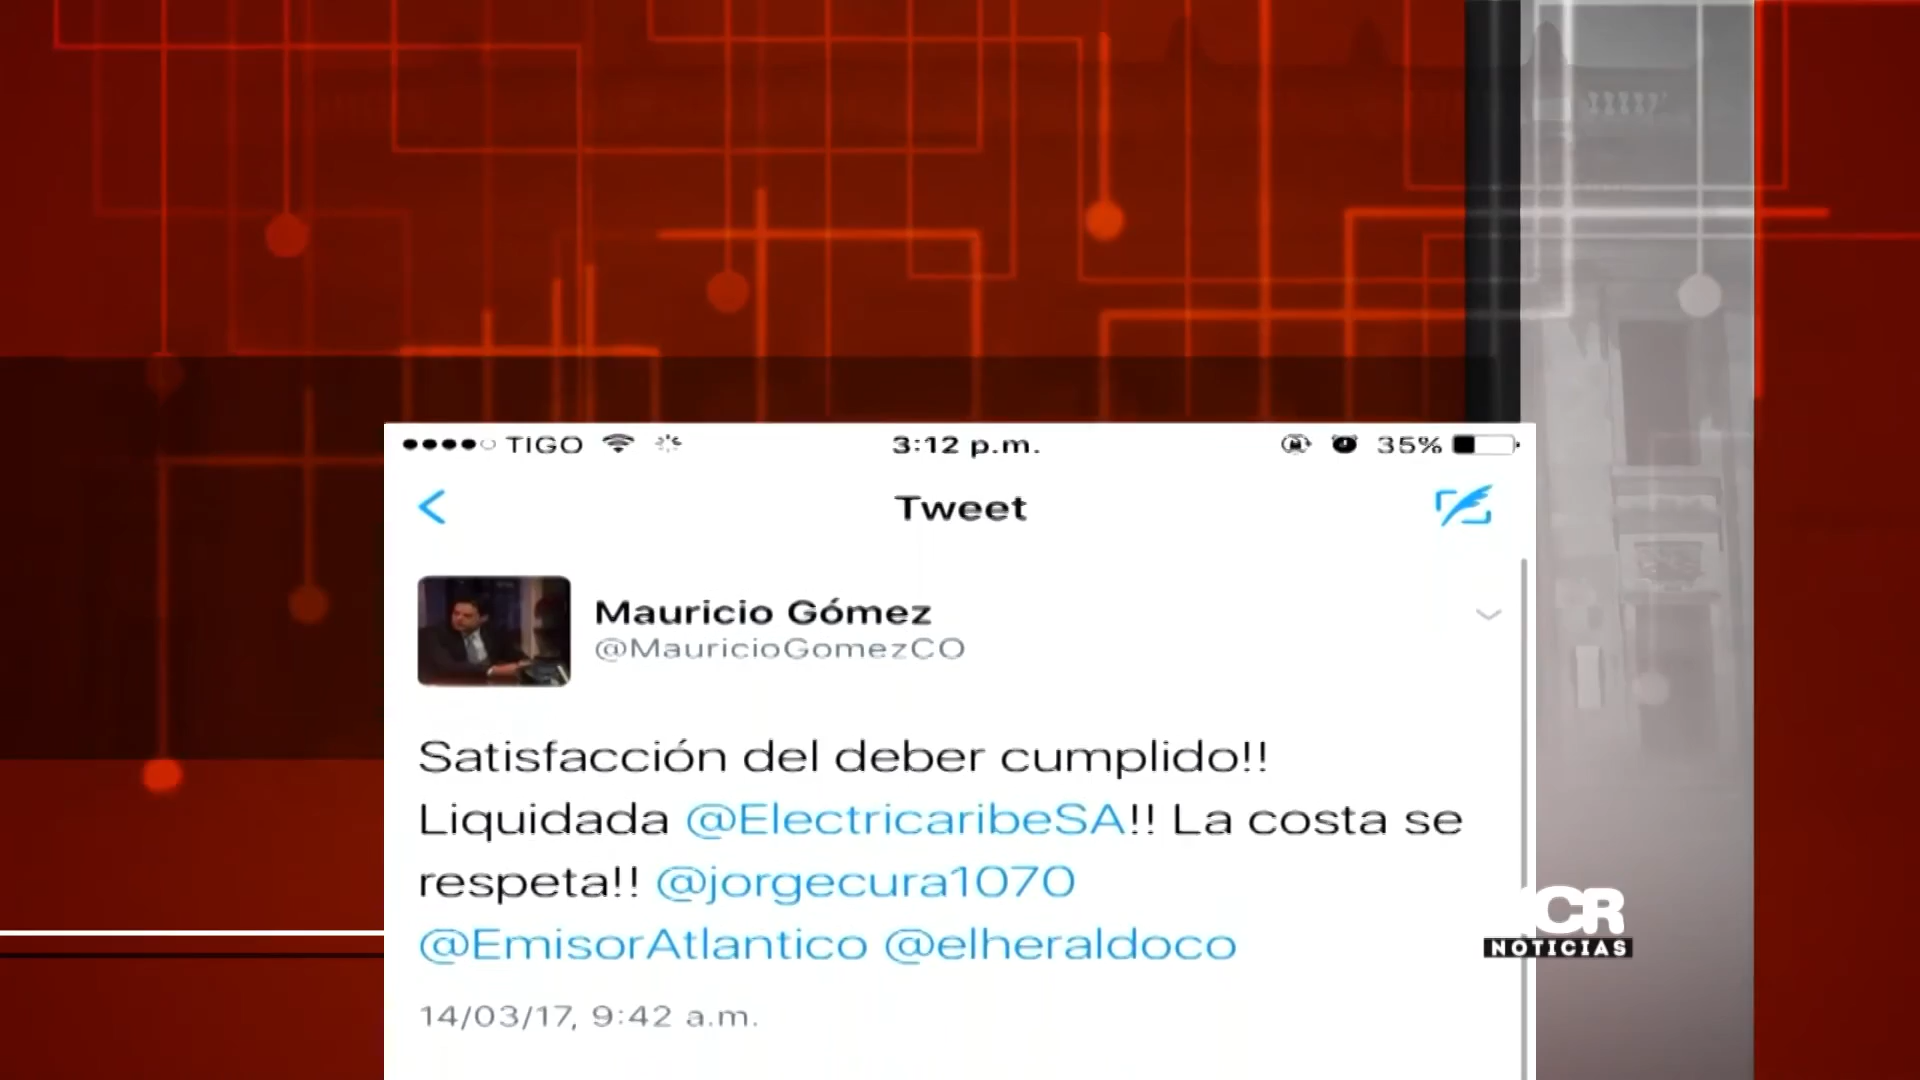 TIGO 3:12 p.m. 35%
Tweet
Mauricio Gómez
@MauricioGomezCO
Satisfacción del deber cumplido!!
Liquidada @ElectricaribeSA!! La costa se
respeta!! @jorgecura1070
@EmisorAtlantico @elheraldoco
14/03/17, 9:42 a.m.
CR
NOTICIAS